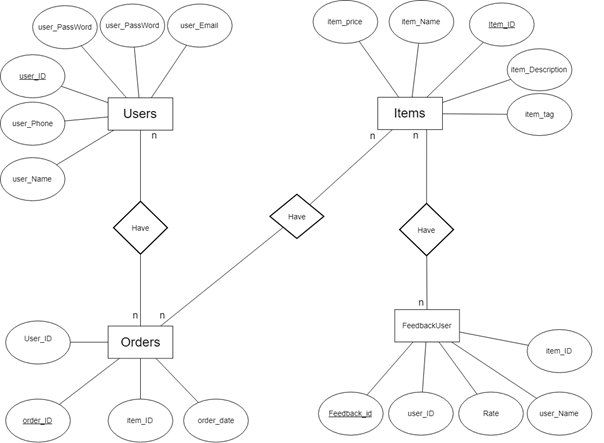 user_PassWord
user_PassWord
user_Email
item_price
item_Name
Item_ID
user_ID
item_Description
Users
Items
user_Phone
item_tag
n
n
n
user_Name
Have
Have
Have
n
n
n
User_ID
Orders
FeedbackUser
item_ID
order_ID
item_ID
order_date
Feedback_id
user_ID
Rate
user_Name